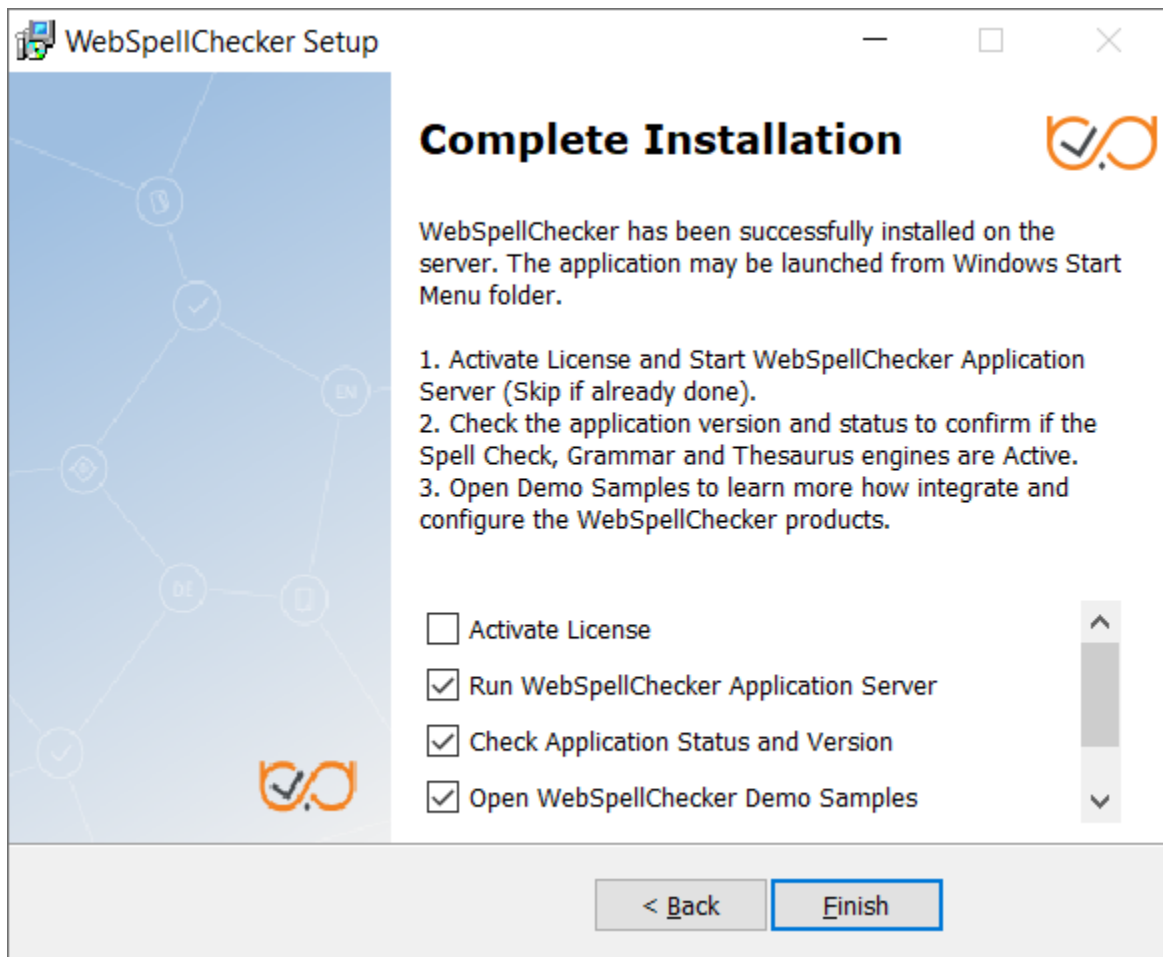 WebSpellChecker Setup
Complete Installation
WebSpellChecker has been successfully installed on the
server. The application may be launched from Windows Start
Menu folder.
1. Activate License and Start WebSpellChecker Application
Server (Skip if already done).
2. Check the application version and status to confirm if the
Spell Check, Grammar and Thesaurus engines are Active.
3. Open Demo Samples to learn more how integrate and
configure the WebSpellChecker products.
EN
DE
Activate License
Run WebSpellChecker Application Server
Check Application Status and Version
Open WebSpellChecker Demo Samples
< Back
Finish